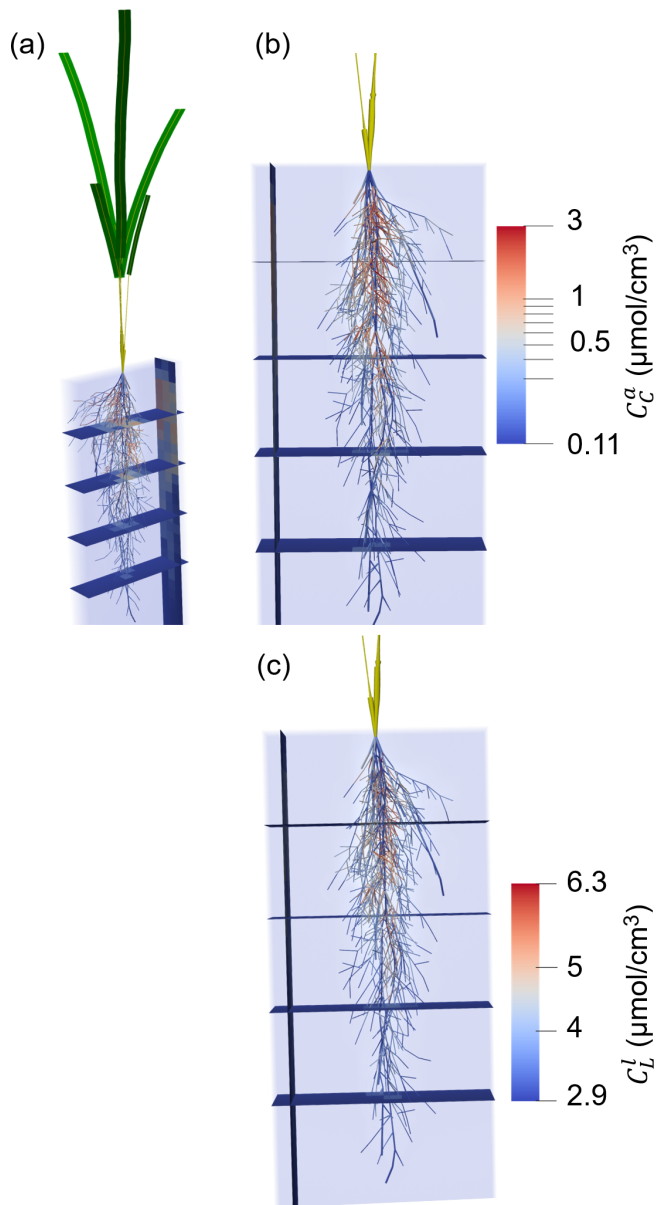 (a)
(b)
3
1
0.5
0.11
C_C^a (μmol/cm³)
(c)
6.3
5
4
2.9
C_L^l (μmol/cm³)